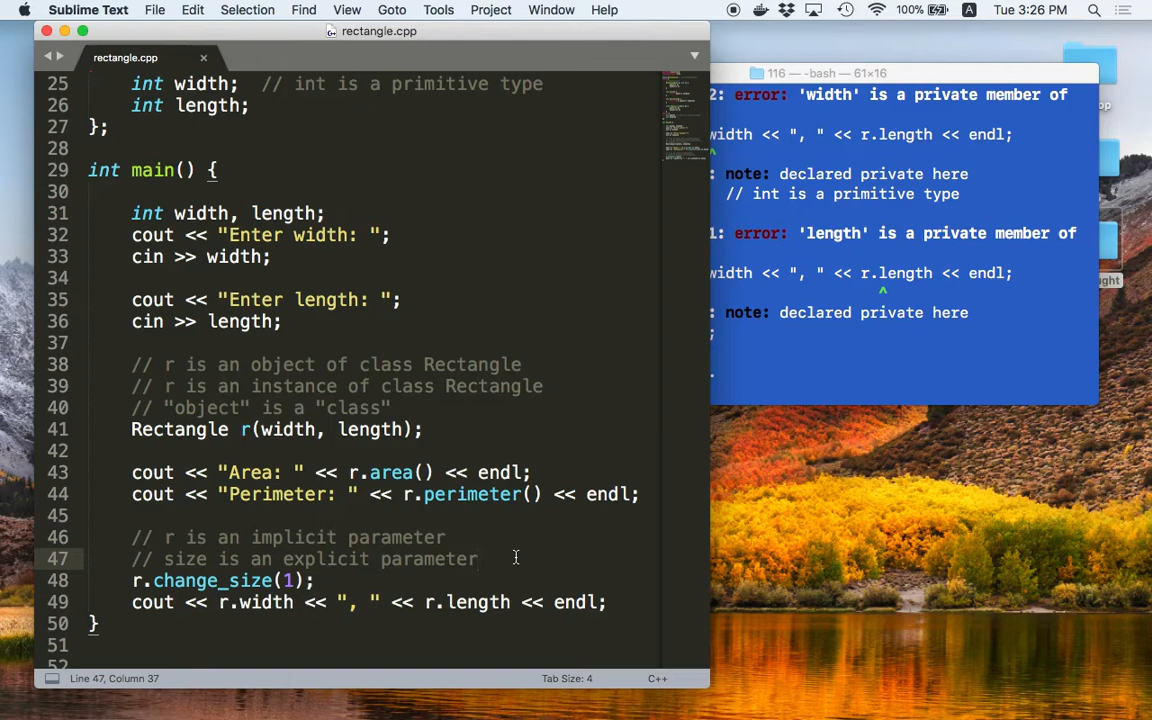 Sublime Text File Edit Selection Find View Goto Tools Project Window Help 100% A Tue 3:26 PM
rectangle.cpp
rectangle.cpp
25 int width; // int is a primitive type
26 int length;
27 };
28
29 int main() {
30
31 int width, length;
32 cout << "Enter width: ";
33 cin >> width;
34
35 cout << "Enter length: ";
36 cin >> length;
37
38 // r is an object of class Rectangle
39 // r is an instance of class Rectangle
40 // "object" is a "class"
41 Rectangle r(width, length);
42
43 cout << "Area: " << r.area() << endl;
44 cout << "Perimeter: " << r.perimeter() << endl;
45
46 // r is an implicit parameter
47 // size is an explicit parameter
48 r.change_size(1);
49 cout << r.width << ", " << r.length << endl;
50 }
51
52
Line 47, Column 37 Tab Size: 4 C++
116 — -bash — 61×16
2: error: 'width' is a private member of
width << ", " << r.length << endl;
^
: note: declared private here
// int is a primitive type
1: error: 'length' is a private member of
width << ", " << r.length << endl;
^
: note: declared private here
;
.
op
ght